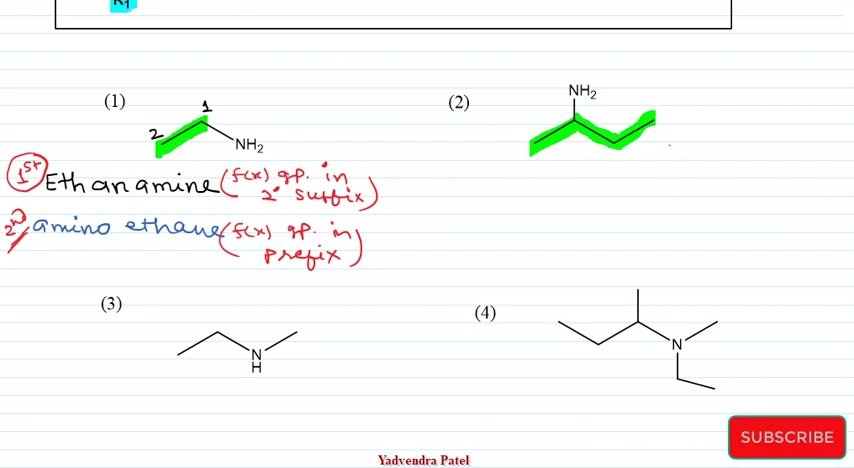 R1
(1)
1
2
NH2
(2)
NH2
1st Ethanamine (f(x) gp. in 2° suffix)
2nd amino ethane (f(x) gp. in prefix)
(3)
N
H
(4)
N
SUBSCRIBE
Yadvendra Patel